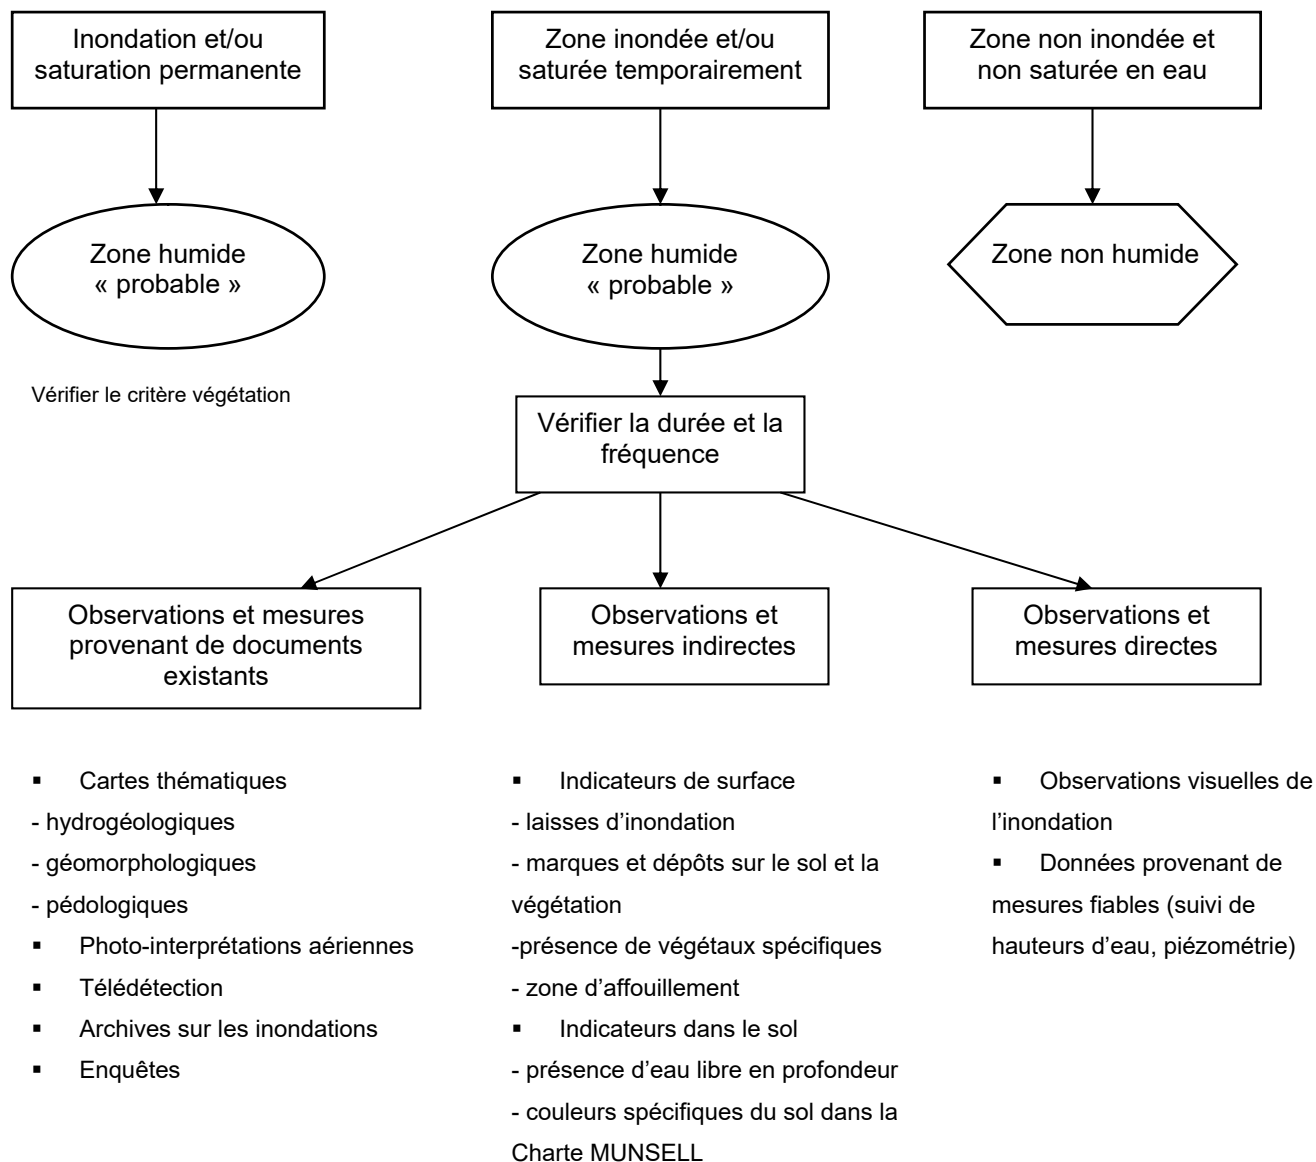 Inondation et/ou
saturation permanente
Zone inondée et/ou
saturée temporairement
Zone non inondée et
non saturée en eau
Zone humide
« probable »
Zone humide
« probable »
Zone non humide
Vérifier le critère végétation
Vérifier la durée et la
fréquence
Observations et mesures
provenant de documents
existants
Observations et
mesures indirectes
Observations et
mesures directes
▪ Cartes thématiques
- hydrogéologiques
- géomorphologiques
- pédologiques
▪ Photo-interprétations aériennes
▪ Télédétection
▪ Archives sur les inondations
▪ Enquêtes
▪ Indicateurs de surface
- laisses d’inondation
- marques et dépôts sur le sol et la
végétation
-présence de végétaux spécifiques
- zone d’affouillement
▪ Indicateurs dans le sol
- présence d’eau libre en profondeur
- couleurs spécifiques du sol dans la
Charte MUNSELL
▪ Observations visuelles de
l’inondation
▪ Données provenant de
mesures fiables (suivi de
hauteurs d’eau, piézométrie)